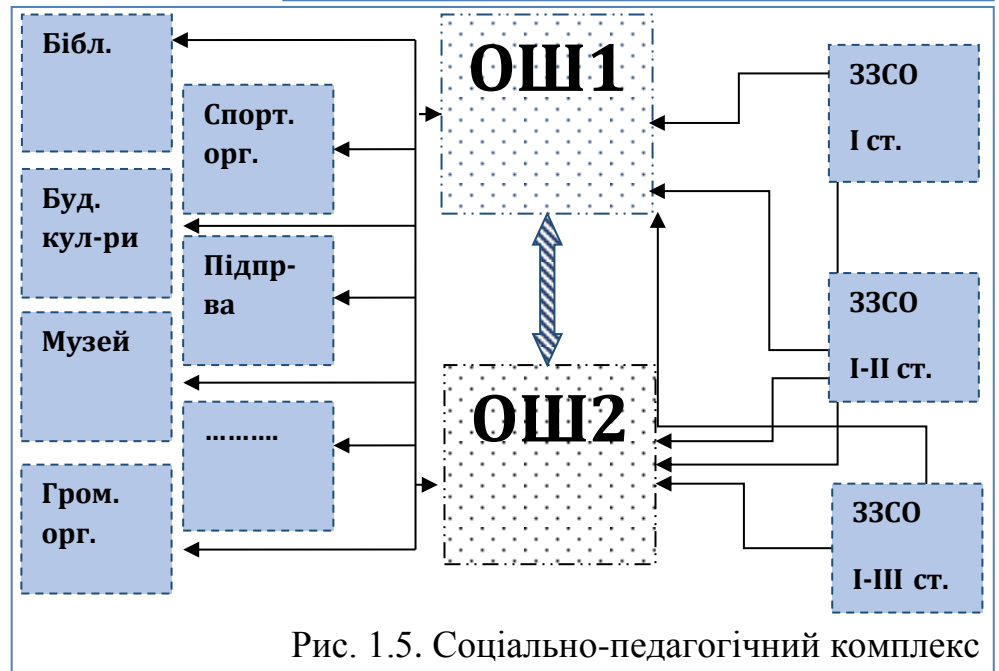 Бібл.
Спорт.
орг.
Буд.
кул-ри
Підпр-
ва
Музей
……….
Гром.
орг.
ОШ1
ОШ2
ЗЗСО
І ст.
ЗЗСО
І-ІІ ст.
ЗЗСО
І-ІІІ ст.
Рис. 1.5. Соціально-педагогічний комплекс